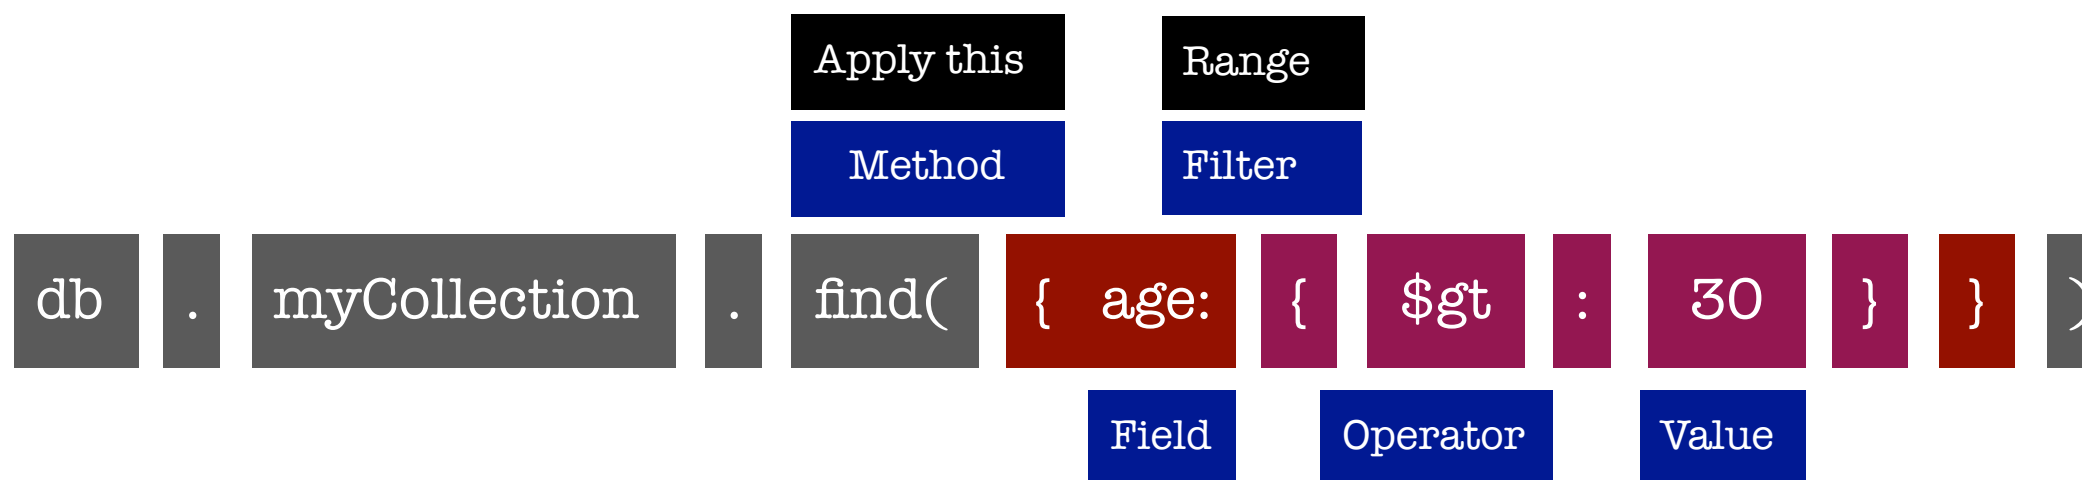 Apply this Range
Method Filter
db . myCollection . find( { age: { $gt : 30 } } )
Field Operator Value